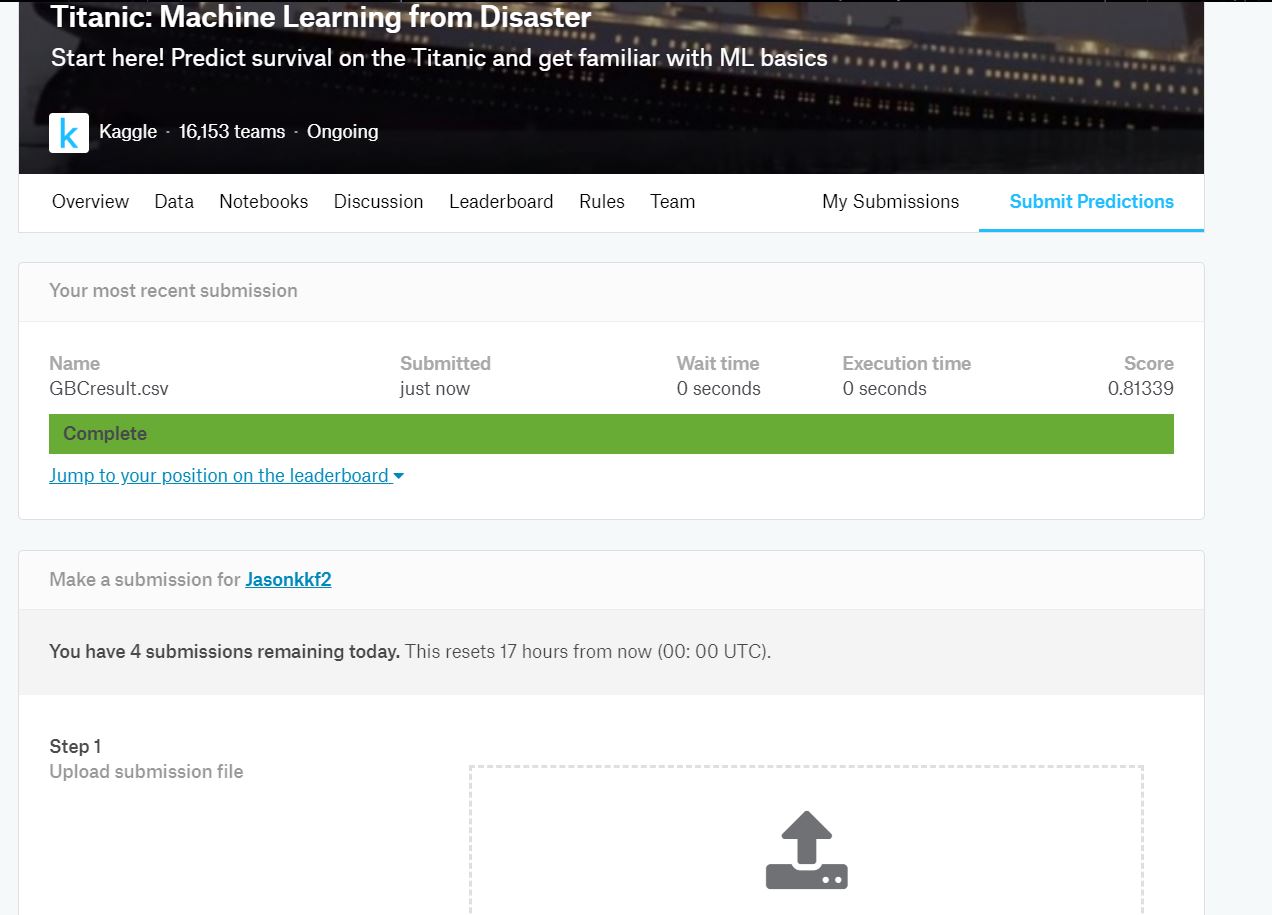 Titanic: Machine Learning from Disaster
Start here! Predict survival on the Titanic and get familiar with ML basics
k
Kaggle · 16,153 teams · Ongoing
Overview Data Notebooks Discussion Leaderboard Rules Team My Submissions Submit Predictions
Your most recent submission
Name Submitted Wait time Execution time Score
GBCresult.csv just now 0 seconds 0 seconds 0.81339
Complete
Jump to your position on the leaderboard
Make a submission for Jasonkkf2
You have 4 submissions remaining today. This resets 17 hours from now (00: 00 UTC).
Step 1
Upload submission file